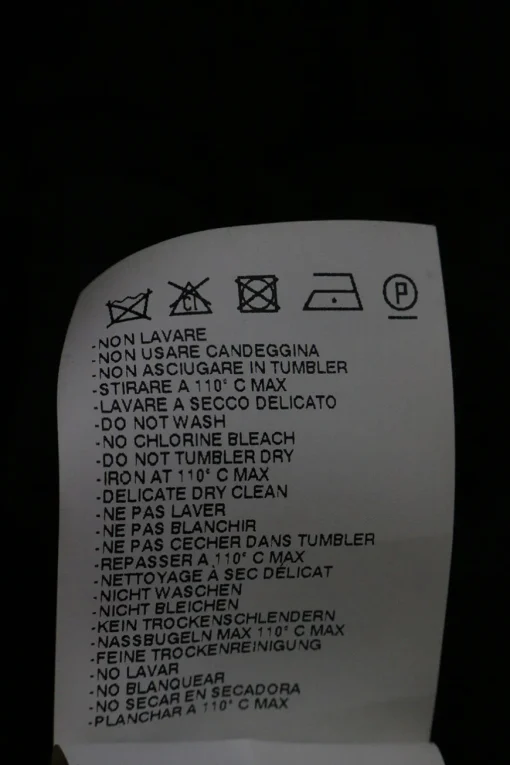 CL P
-NON LAVARE
-NON USARE CANDEGGINA
-NON ASCIUGARE IN TUMBLER
-STIRARE A 110° C MAX
-LAVARE A SECCO DELICATO
-DO NOT WASH
-NO CHLORINE BLEACH
-DO NOT TUMBLER DRY
-IRON AT 110° C MAX
-DELICATE DRY CLEAN
-NE PAS LAVER
-NE PAS BLANCHIR
-NE PAS CECHER DANS TUMBLER
-REPASSER A 110° C MAX
-NETTOYAGE À SEC DÉLICAT
-NICHT WASCHEN
-NICHT BLEICHEN
-KEIN TROCKENSCHLENDERN
-NASSBUGELN MAX 110° C MAX
-FEINE TROCKENREINIGUNG
-NO LAVAR
-NO BLANQUEAR
-NO SECAR EN SECADORA
-PLANCHAR A 110° C MAX